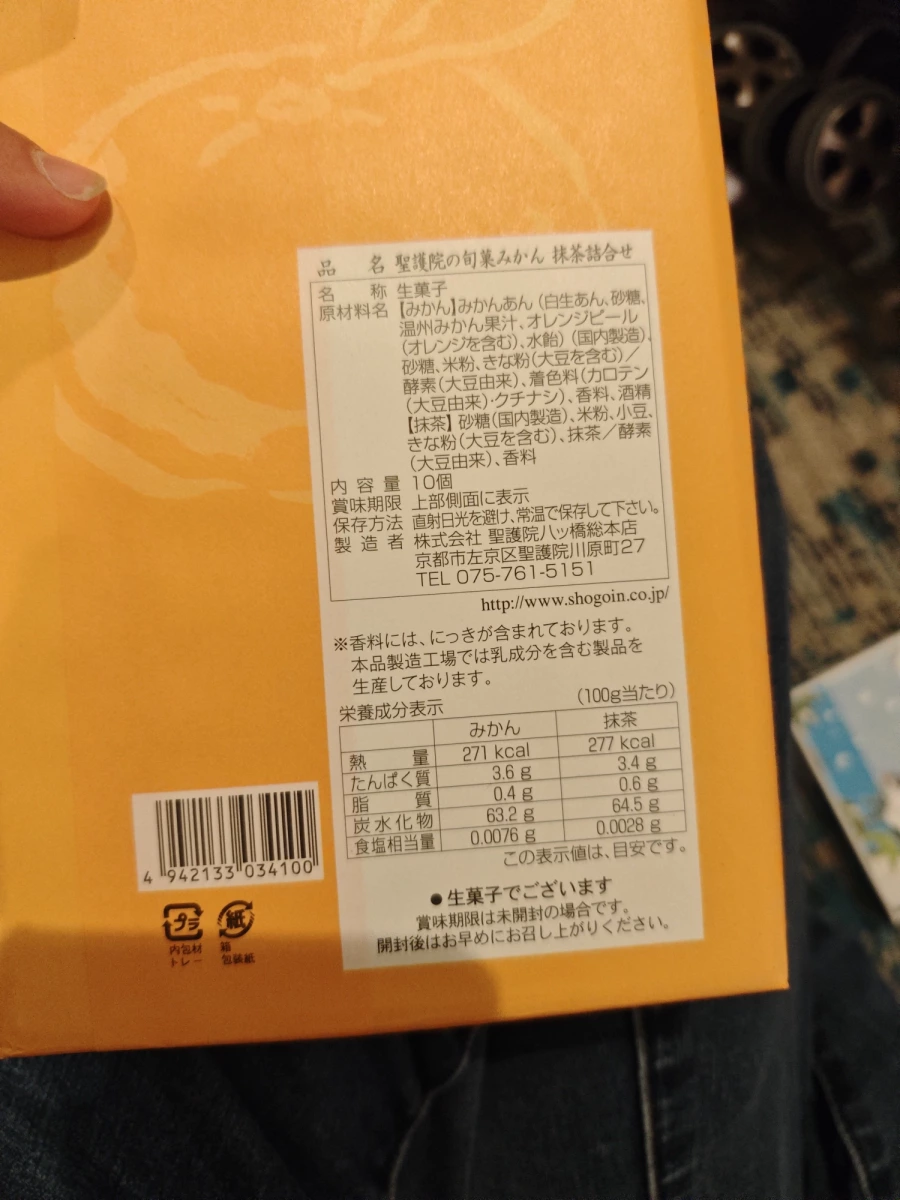 品名 聖護院の旬菓みかん 抹茶詰合せ
名称 生菓子
原材料名 【みかん】みかんあん(白生あん、砂糖、
温州みかん果汁、オレンジピール
(オレンジを含む)、水飴)(国内製造)、
砂糖、米粉、きな粉(大豆を含む)/
酵素(大豆由来)、着色料(カロテン
(大豆由来)・クチナシ)、香料、酒精
【抹茶】砂糖(国内製造)、米粉、小豆、
きな粉(大豆を含む)、抹茶/酵素
(大豆由来)、香料
内容量 10個
賞味期限 上部側面に表示
保存方法 直射日光を避け、常温で保存して下さい。
製造者 株式会社 聖護院八ッ橋総本店
京都市左京区聖護院川原町27
TEL 075-761-5151
http://www.shogoin.co.jp/
※香料には、にっきが含まれております。
本品製造工場では乳成分を含む製品を
生産しております。
栄養成分表示 (100g当たり)
みかん 抹茶
熱量 271 kcal 277 kcal
たんぱく質 3.6 g 3.4 g
脂質 0.4 g 0.6 g
炭水化物 63.2 g 64.5 g
食塩相当量 0.0076 g 0.0028 g
この表示値は、目安です。
●生菓子でございます
賞味期限は未開封の場合です。
開封後はお早めにお召し上がりください。
4 942133 034100
プラ 紙
内包材 箱
トレー 包装紙